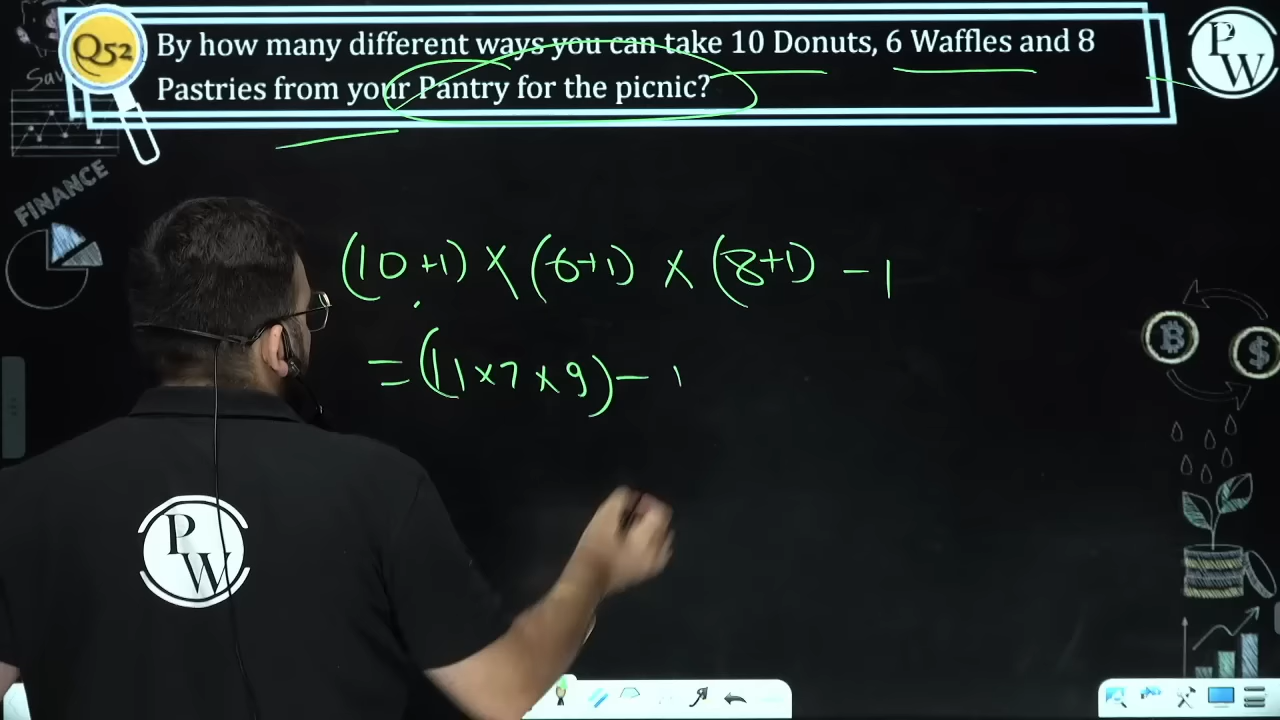 Q52
By how many different ways you can take 10 Donuts, 6 Waffles and 8
Pastries from your Pantry for the picnic?
PW
FINANCE
(10+1) × (6+1) × (8+1) - 1
= (11×7×9) - 1
PW